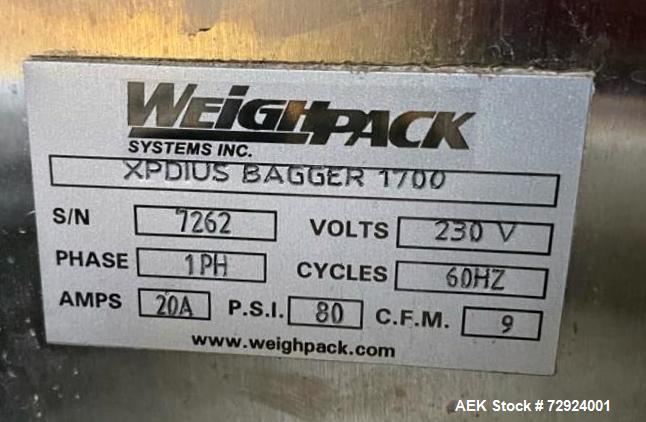 WEIGHPACK
SYSTEMS INC.
XPDIUS BAGGER 1700
S/N 7262 VOLTS 230 V
PHASE 1PH CYCLES 60HZ
AMPS 20A P.S.I. 80 C.F.M. 9
www.weighpack.com
AEK Stock # 72924001